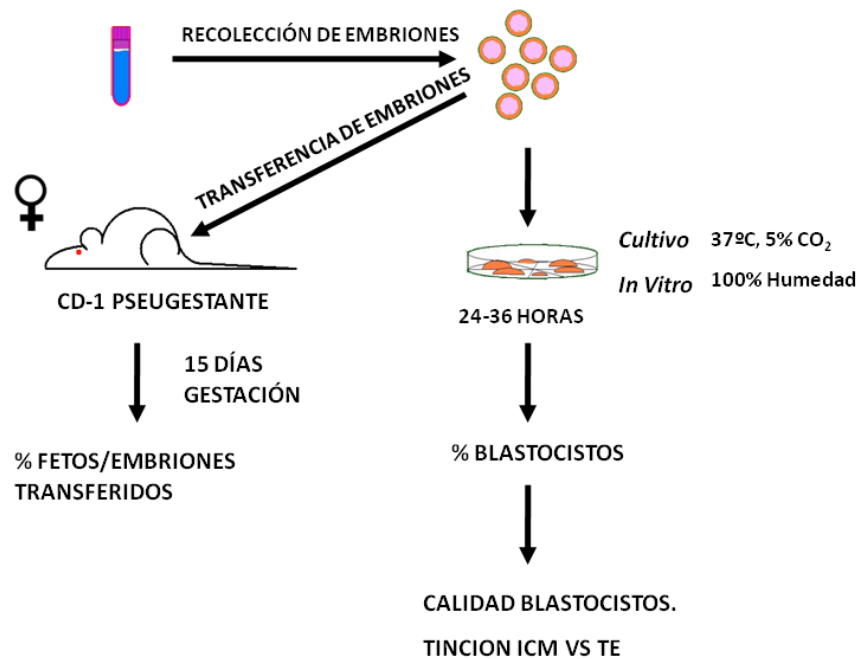 RECOLECCIÓN DE EMBRIONES
TRANSFERENCIA DE EMBRIONES
CD-1 PSEUGESTANTE
15 DÍAS
GESTACIÓN
% FETOS/EMBRIONES
TRANSFERIDOS
Cultivo 37ºC, 5% CO₂
In Vitro 100% Humedad
24-36 HORAS
% BLASTOCISTOS
CALIDAD BLASTOCISTOS.
TINCION ICM VS TE